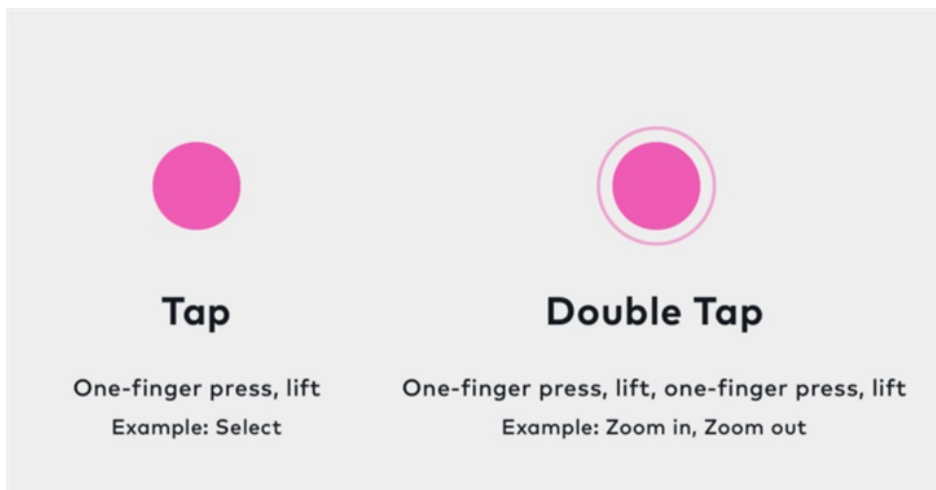 Tap
One-finger press, lift
Example: Select
Double Tap
One-finger press, lift, one-finger press, lift
Example: Zoom in, Zoom out